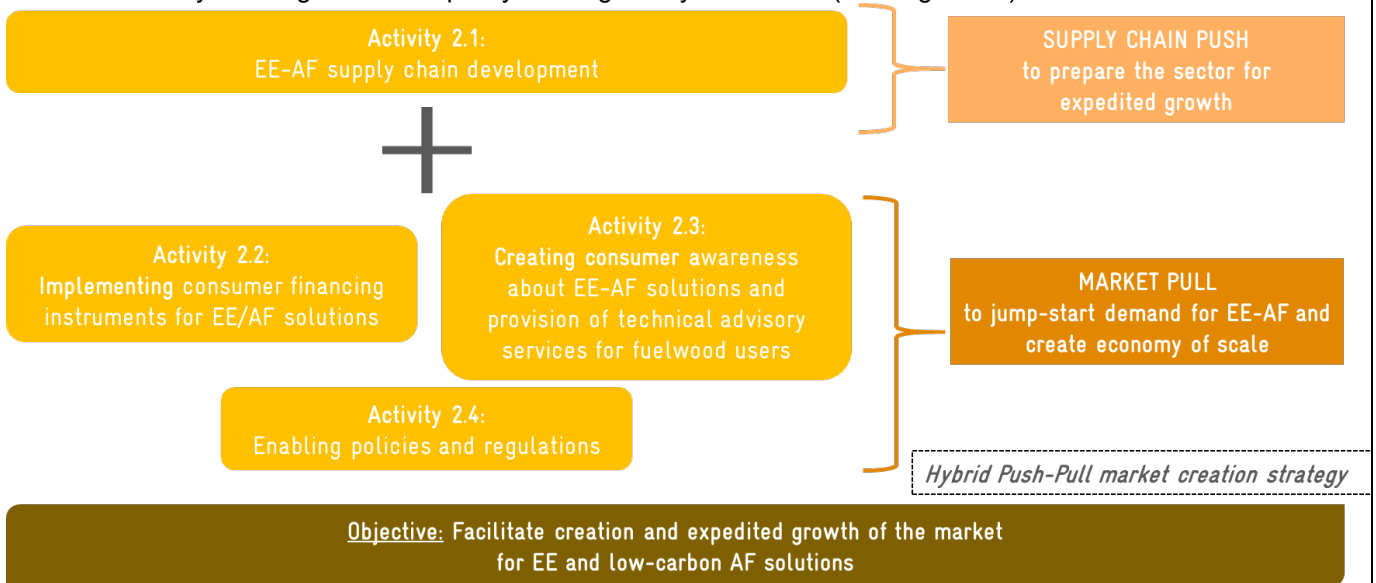 Activity 2.1:
EE-AF supply chain development
SUPPLY CHAIN PUSH
to prepare the sector for
expedited growth
Activity 2.2:
Implementing consumer financing
instruments for EE/AF solutions
Activity 2.3:
Creating consumer awareness
about EE-AF solutions and
provision of technical advisory
services for fuelwood users
MARKET PULL
to jump-start demand for EE-AF and
create economy of scale
Activity 2.4:
Enabling policies and regulations
Hybrid Push-Pull market creation strategy
Objective: Facilitate creation and expedited growth of the market
for EE and low-carbon AF solutions